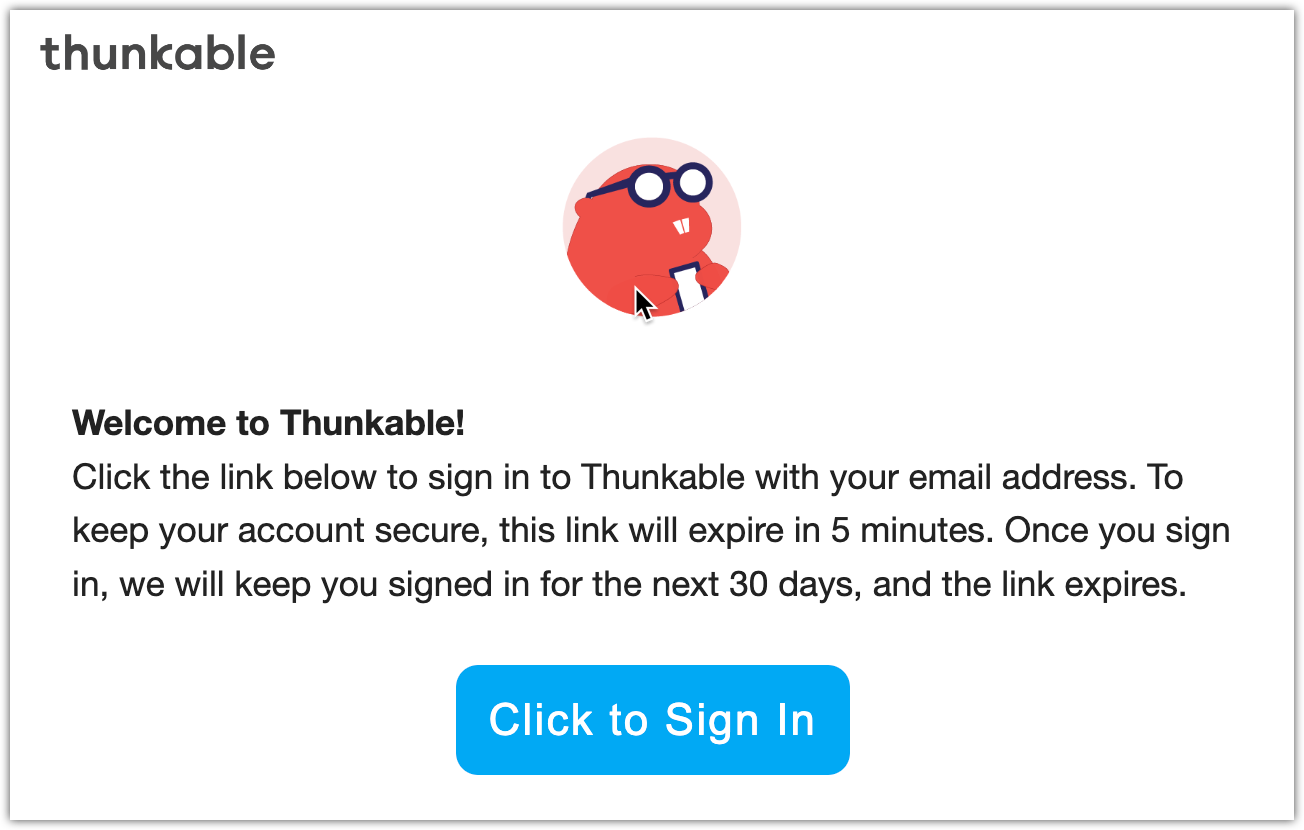 thunkable
Welcome to Thunkable!
Click the link below to sign in to Thunkable with your email address. To
keep your account secure, this link will expire in 5 minutes. Once you sign
in, we will keep you signed in for the next 30 days, and the link expires.
Click to Sign In